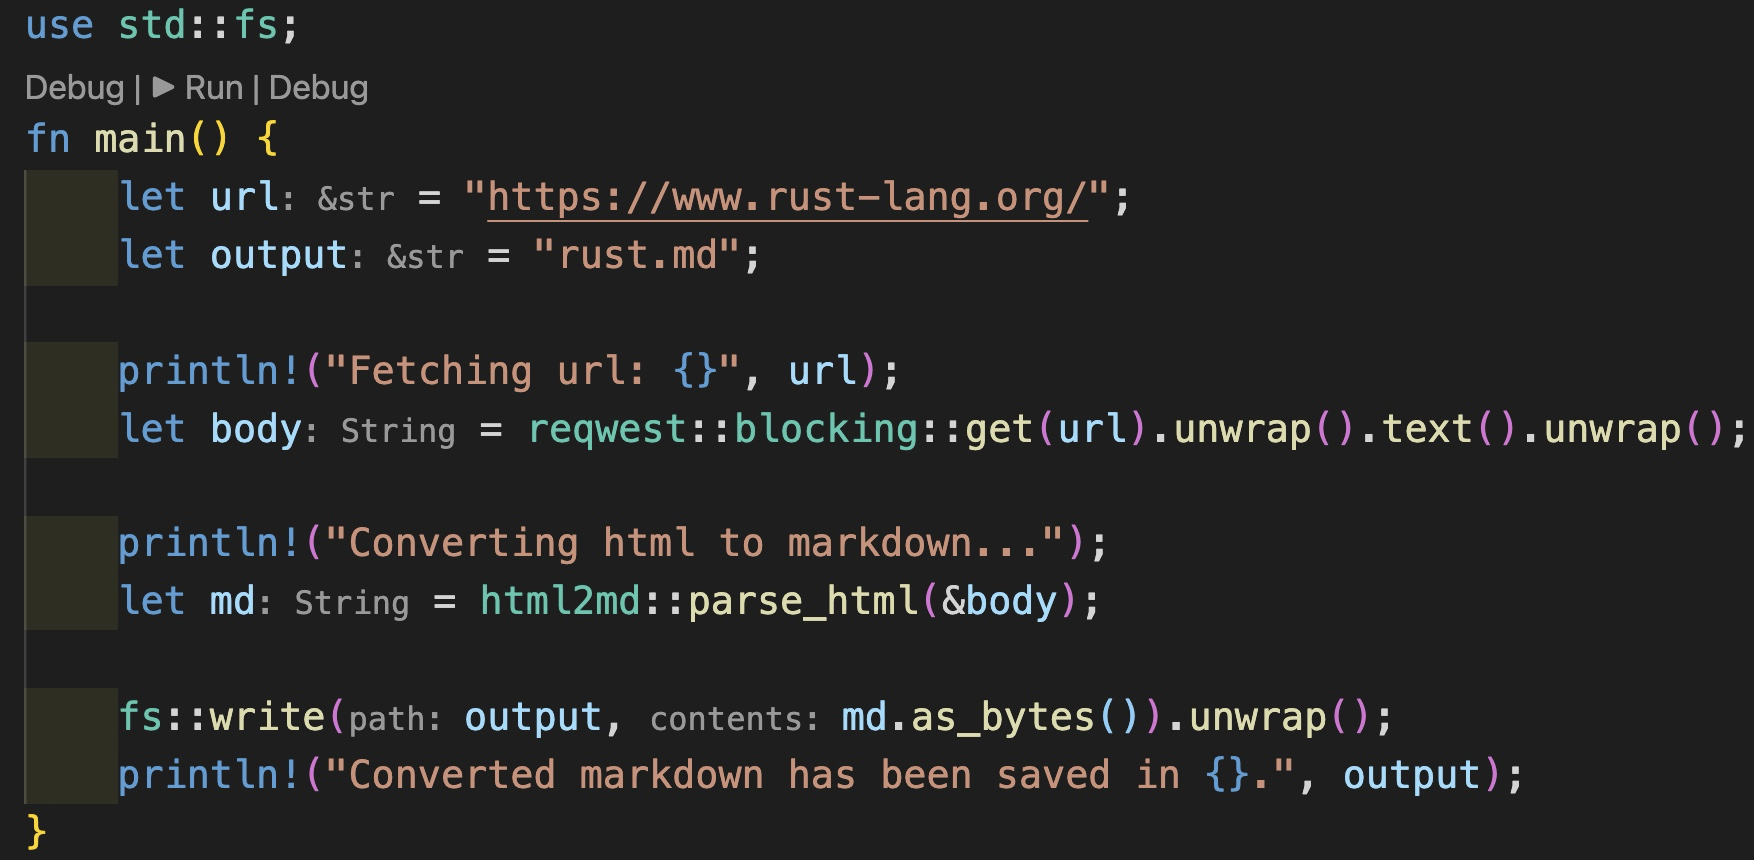 use std::fs;
Debug | ▶ Run | Debug
fn main() {
    let url: &str = "https://www.rust-lang.org/";
    let output: &str = "rust.md";

    println!("Fetching url: {}", url);
    let body: String = reqwest::blocking::get(url).unwrap().text().unwrap();

    println!("Converting html to markdown...");
    let md: String = html2md::parse_html(&body);

    fs::write(path: output, contents: md.as_bytes()).unwrap();
    println!("Converted markdown has been saved in {}.", output);
}